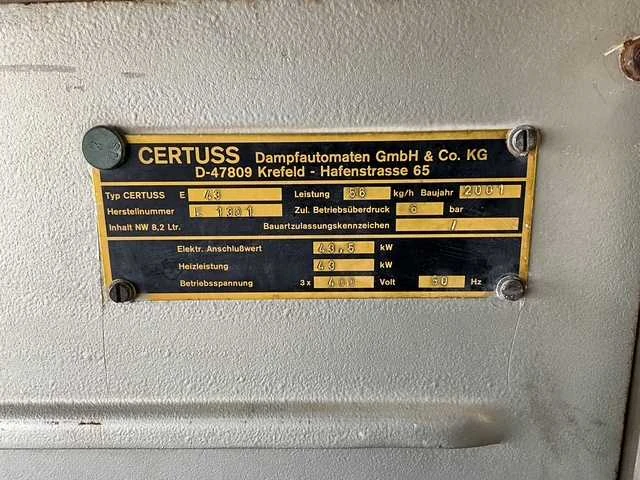 CERTUSS Dampfautomaten GmbH & Co. KG
D-47809 Krefeld - Hafenstrasse 65
Typ CERTUSS E 43 Leistung 56 kg/h Baujahr 2001
Herstellnummer E 1301 Zul. Betriebsüberdruck 6 bar
Inhalt NW 8,2 Ltr. Bauartzulassungskennzeichen /
Elektr. Anschlußwert 43,5 kW
Heizleistung 43 kW
Betriebsspannung 3 x 400 Volt 50 Hz